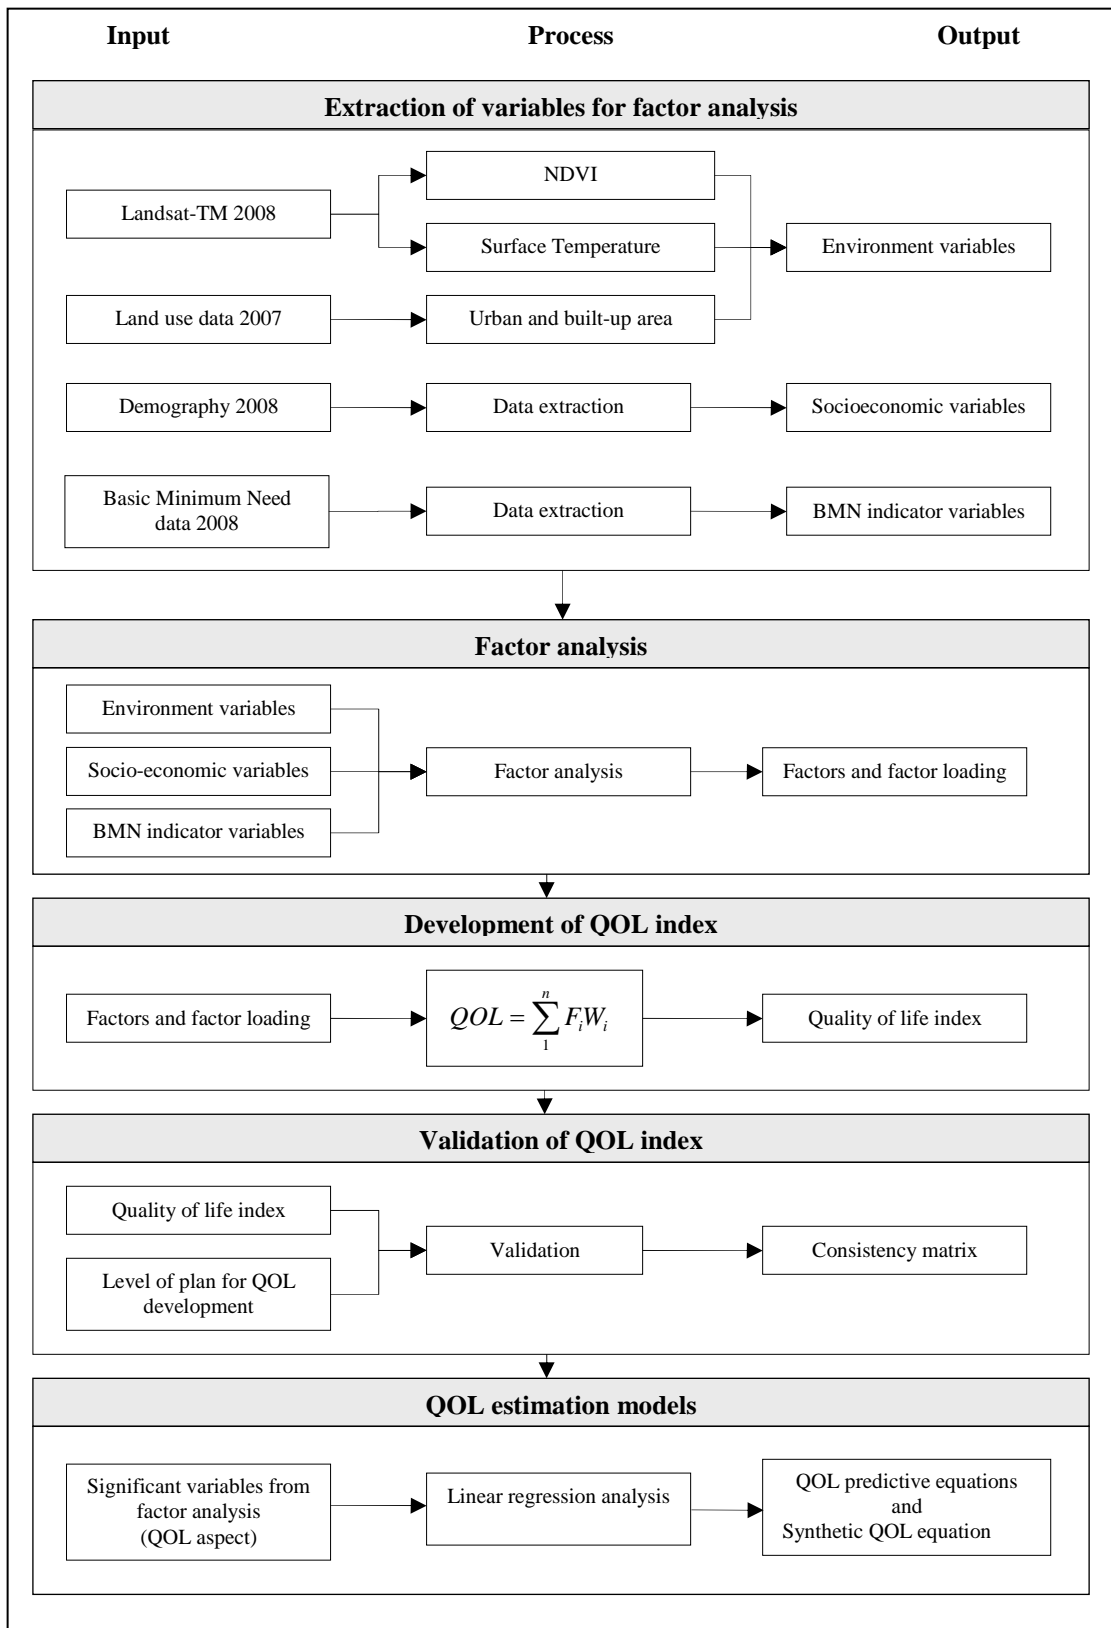 Input
Process
Output
Extraction of variables for factor analysis
NDVI
Landsat-TM 2008
Surface Temperature
Environment variables
Land use data 2007
Urban and built-up area
Demography 2008
Data extraction
Socioeconomic variables
Basic Minimum Need
data 2008
Data extraction
BMN indicator variables
Factor analysis
Environment variables
Socio-economic variables
Factor analysis
Factors and factor loading
BMN indicator variables
Development of QOL index
Factors and factor loading
QOL = \sum_{1}^{n} F_i W_i
Quality of life index
Validation of QOL index
Quality of life index
Validation
Consistency matrix
Level of plan for QOL
development
QOL estimation models
Significant variables from
factor analysis
(QOL aspect)
Linear regression analysis
QOL predictive equations
and
Synthetic QOL equation